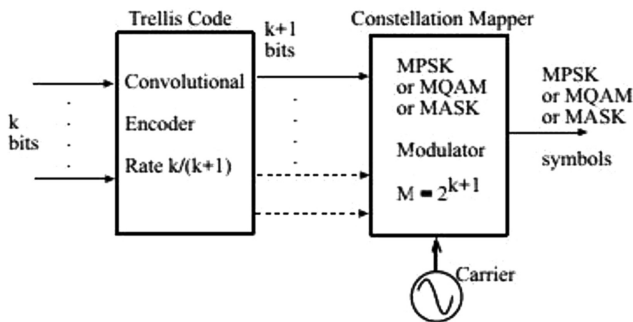 Trellis Code
k+1
bits
Constellation Mapper
k
bits
Convolutional
Encoder
Rate k/(k+1)
MPSK
or MQAM
or MASK
Modulator
M = 2^{k+1}
MPSK
or MQAM
or MASK
symbols
Carrier